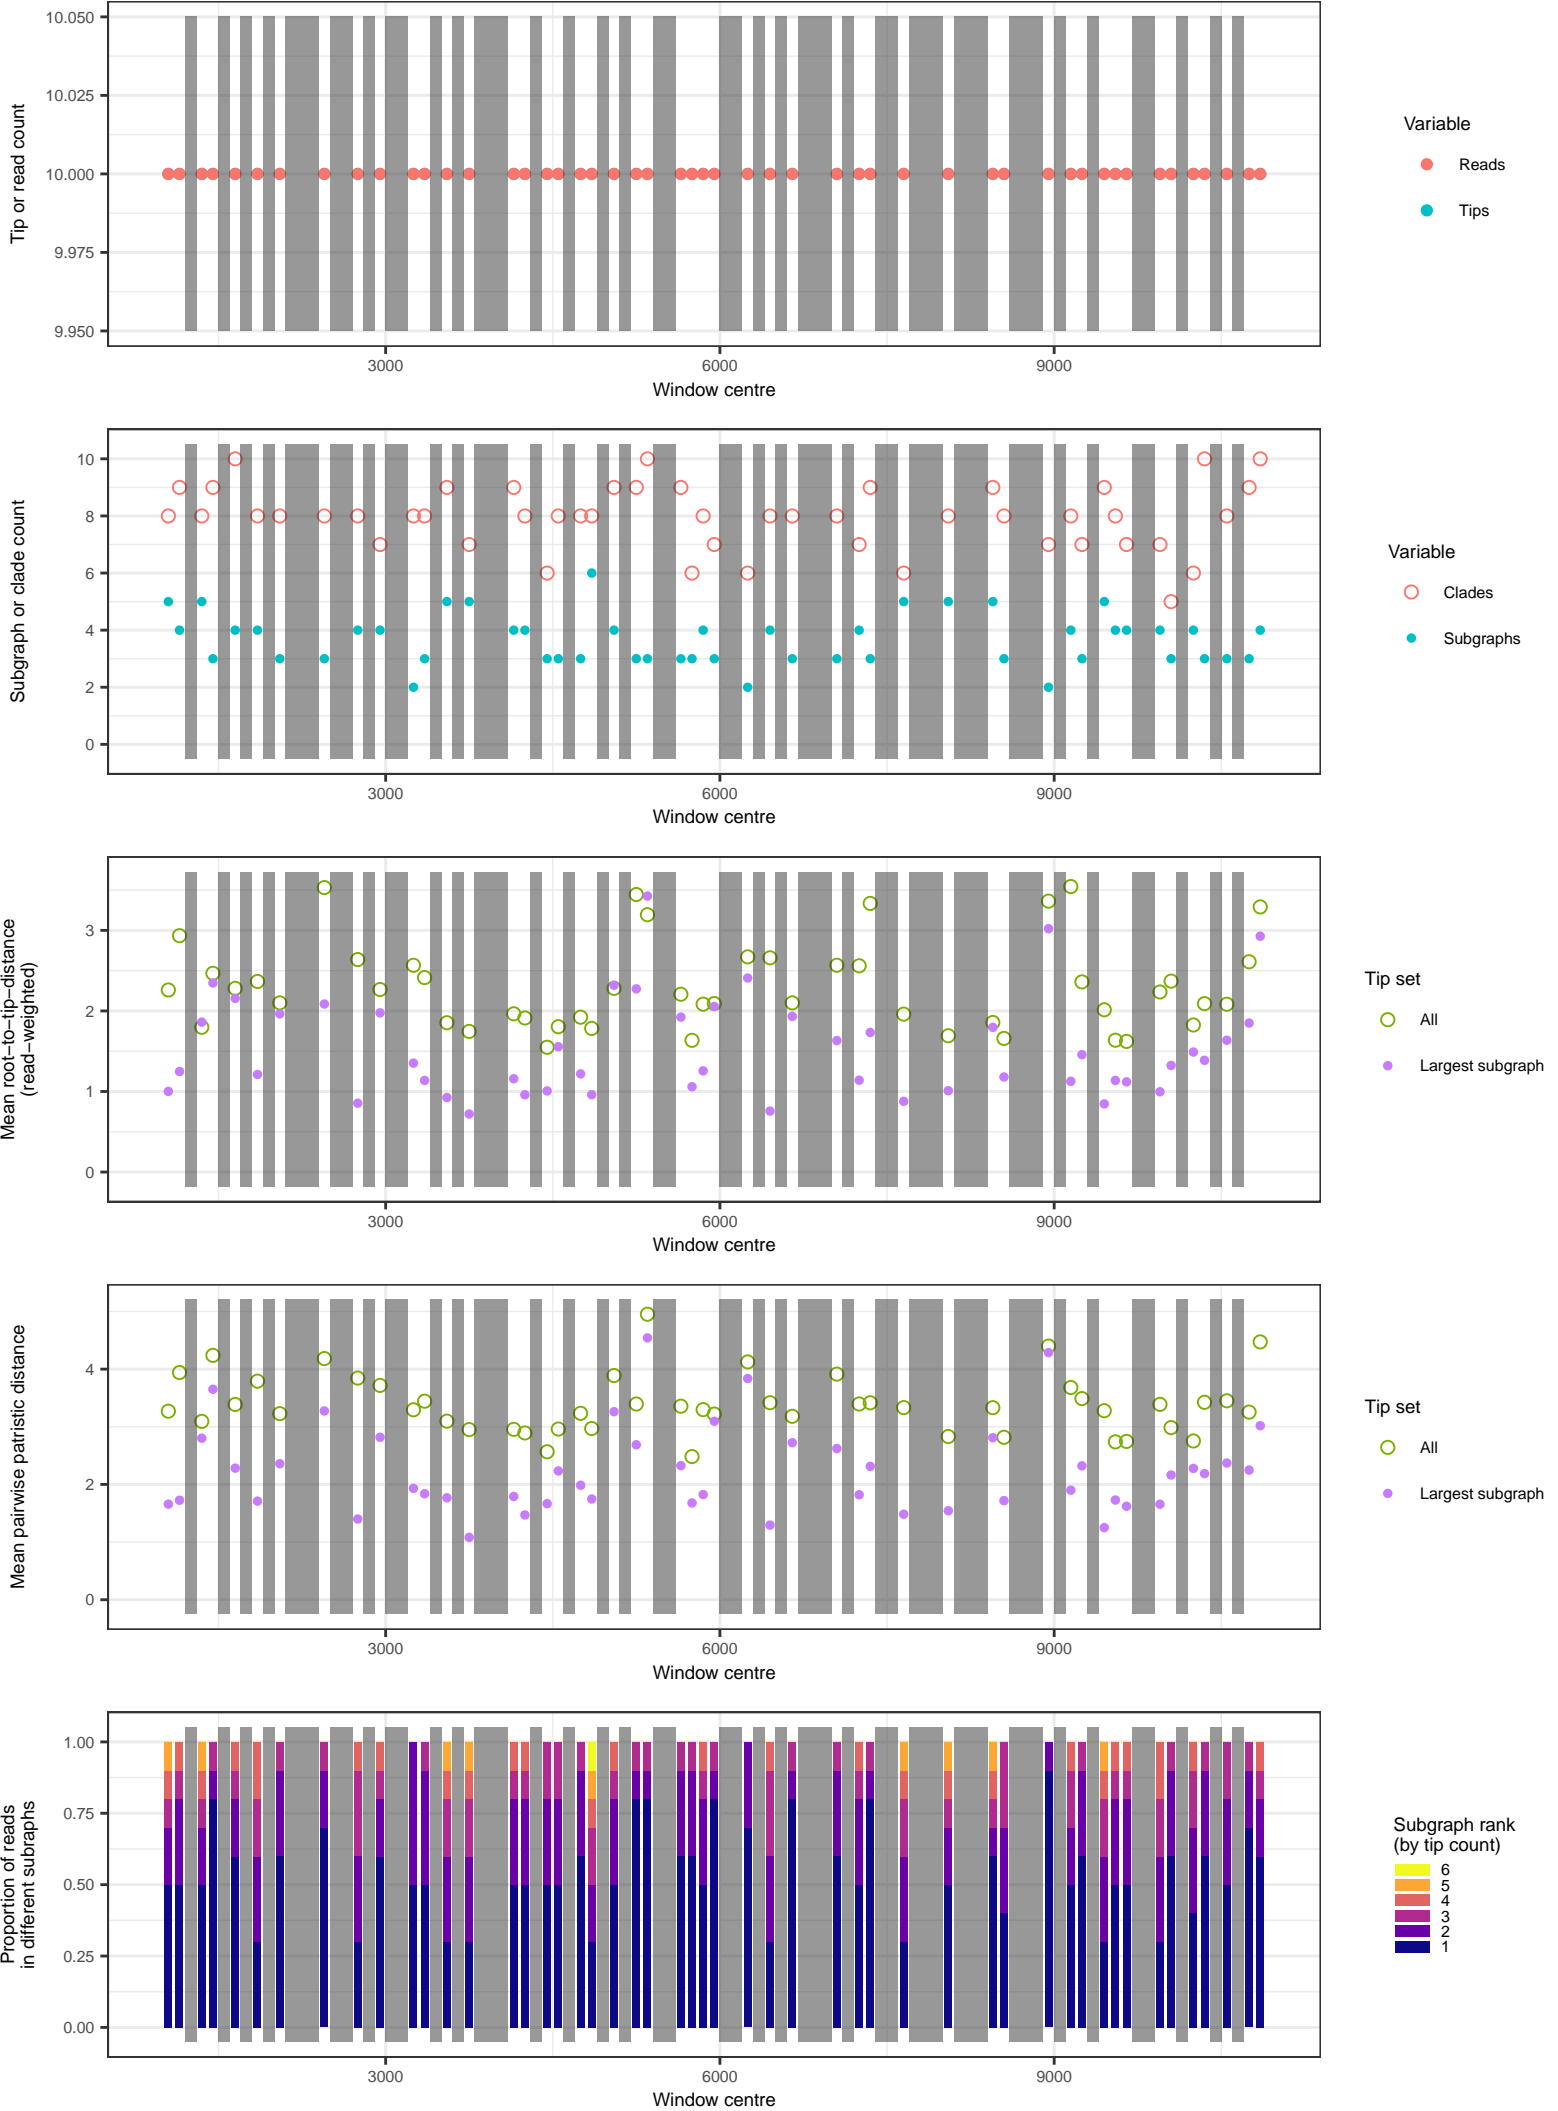 10.050
10.025
10.000
9.975
9.950
Tip or read count
3000
6000
9000
Window centre
Variable
Reads
Tips
10
8
6
4
2
0
Subgraph or clade count
3000
6000
9000
Window centre
Variable
Clades
Subgraphs
3
2
1
0
Mean root−to−tip−distance
(read−weighted)
3000
6000
9000
Window centre
Tip set
All
Largest subgraph
4
2
0
Mean pairwise patristic distance
3000
6000
9000
Window centre
Tip set
All
Largest subgraph
1.00
0.75
0.50
0.25
0.00
Proportion of reads
in different subraphs
3000
6000
9000
Window centre
Subgraph rank
(by tip count)
6
5
4
3
2
1